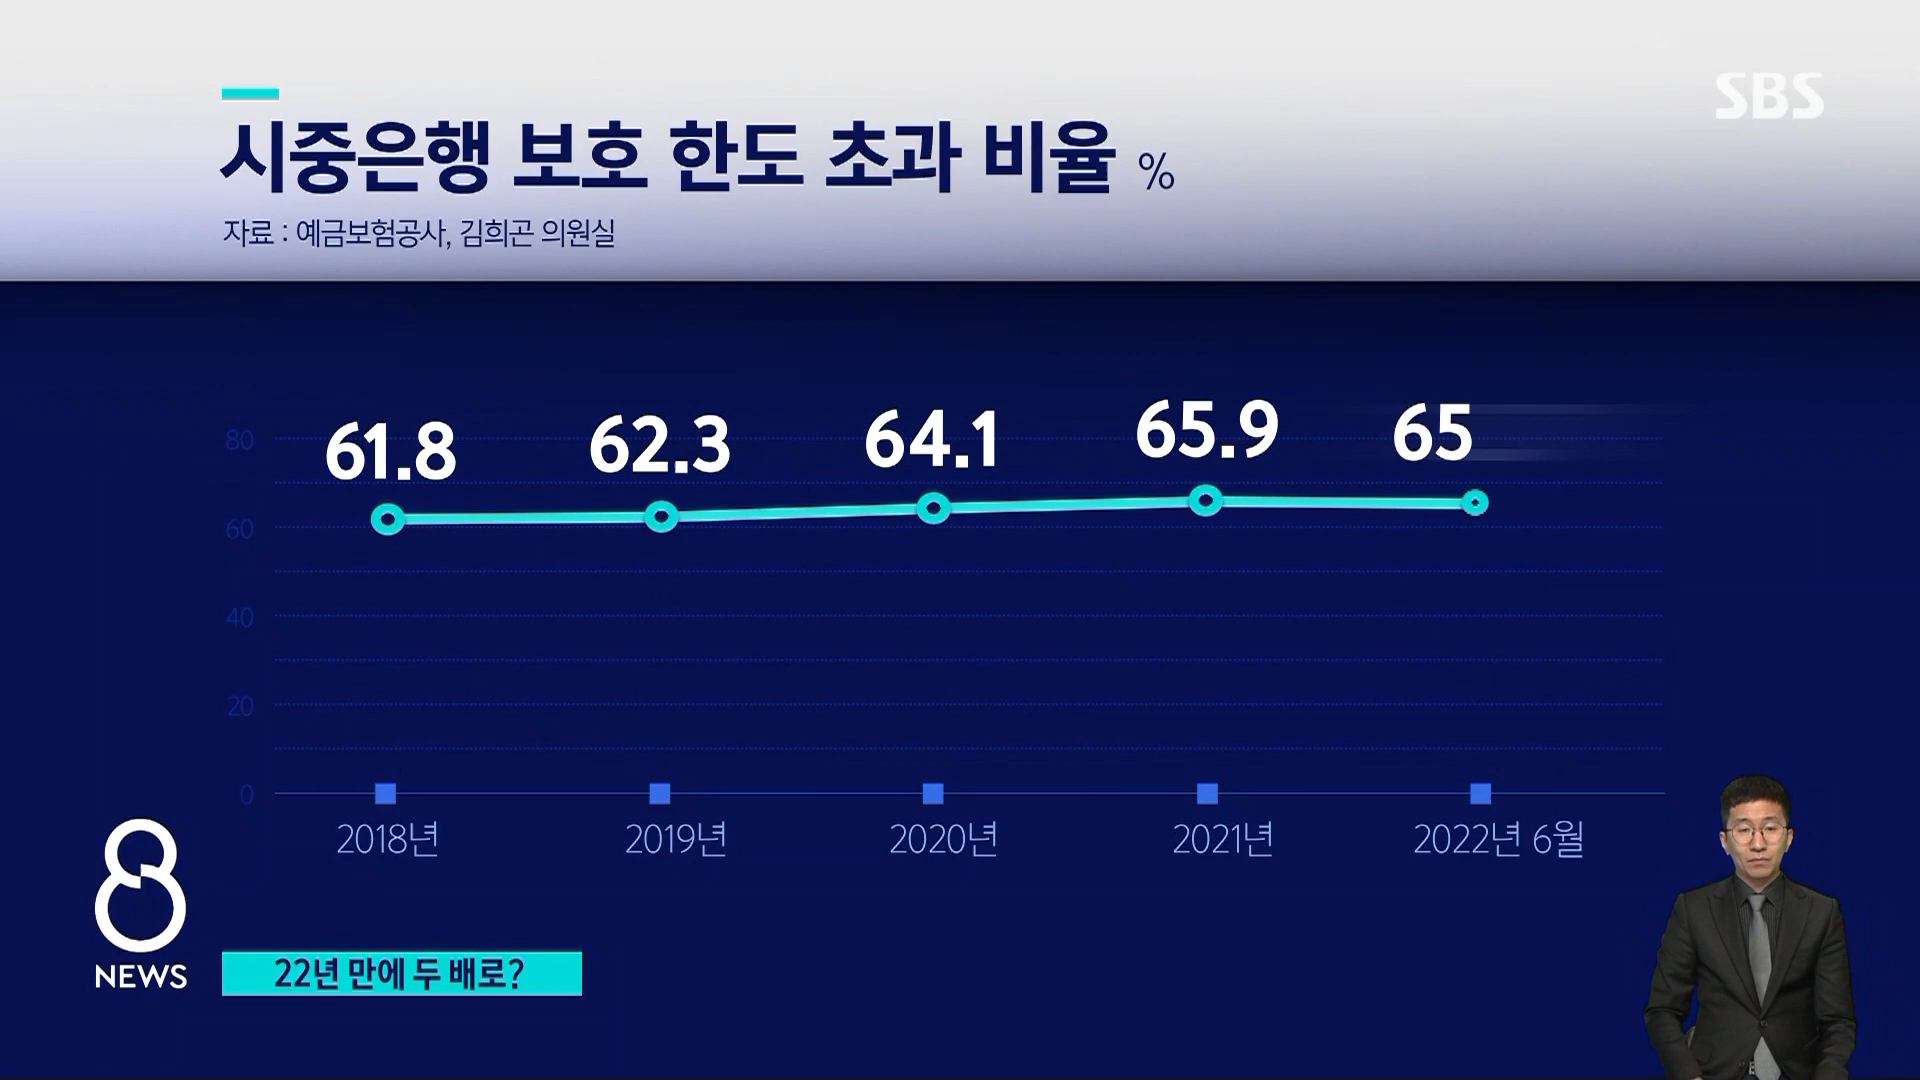 SBS
시중은행 보호 한도 초과 비율 %
자료 : 예금보험공사, 김희곤 의원실
61.8
62.3
64.1
65.9
65
80
60
40
20
0
2018년
2019년
2020년
2021년
2022년 6월
8
NEWS
22년 만에 두 배로?